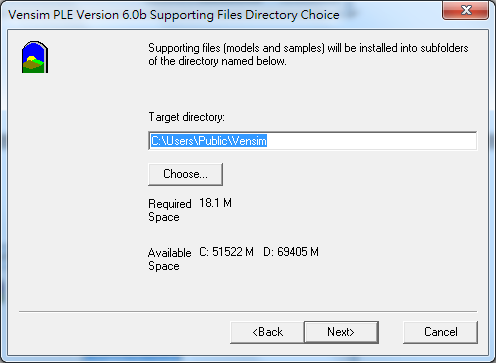 Vensim PLE Version 6.0b Supporting Files Directory Choice
Supporting files (models and samples) will be installed into subfolders
of the directory named below.
Target directory:
C:\Users\Public\Vensim
Choose...
Required Space 18.1 M
Available Space C: 51522 M D: 69405 M
<Back Next> Cancel